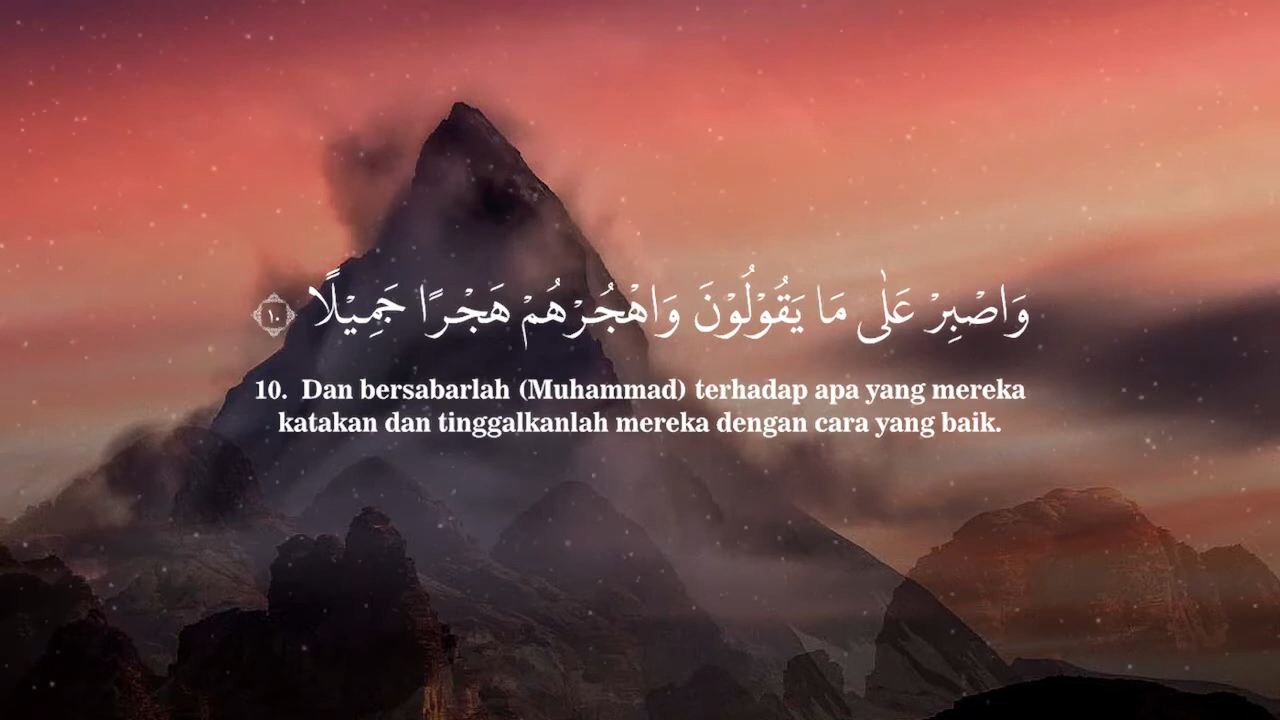 وَاصْبِرْ عَلٰى مَا يَقُوْلُوْنَ وَاهْجُرْهُمْ هَجْرًا جَمِيْلًا ۝١٠
10. Dan bersabarlah (Muhammad) terhadap apa yang mereka
katakan dan tinggalkanlah mereka dengan cara yang baik.